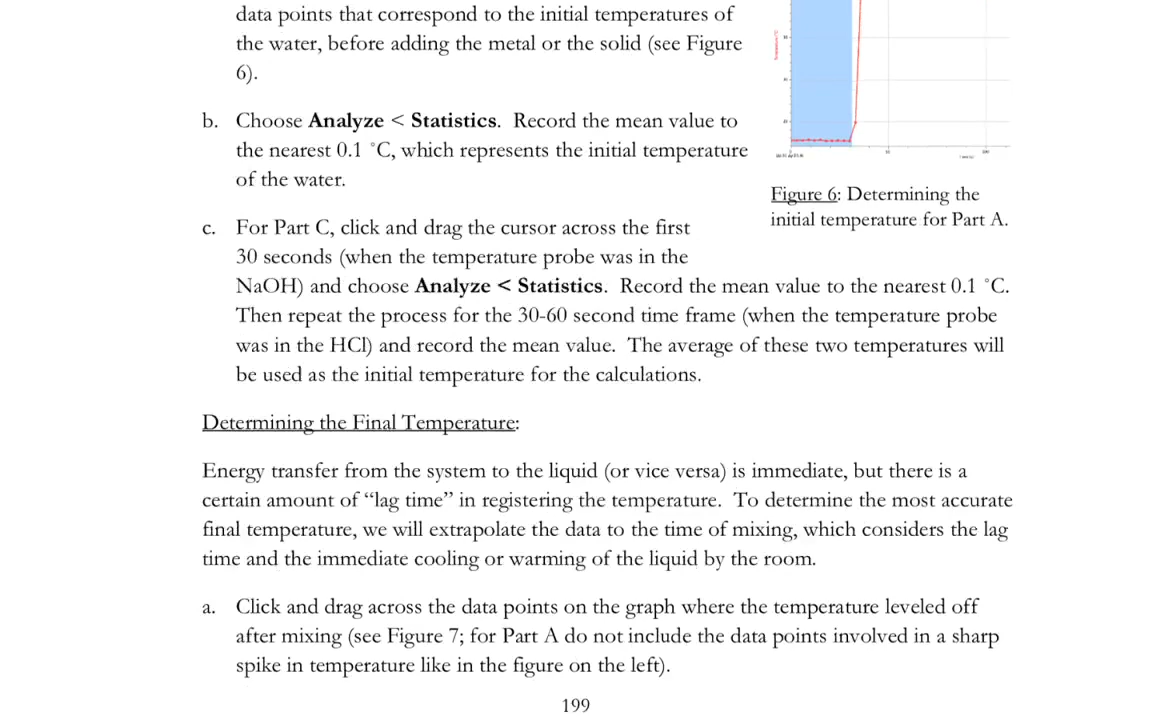 data points that correspond to the initial temperatures of
the water, before adding the metal or the solid (see Figure
6).
b. Choose Analyze < Statistics. Record the mean value to
the nearest 0.1 ˚C, which represents the initial temperature
of the water.
Figure 6: Determining the
initial temperature for Part A.
c. For Part C, click and drag the cursor across the first
30 seconds (when the temperature probe was in the
NaOH) and choose Analyze < Statistics. Record the mean value to the nearest 0.1 ˚C.
Then repeat the process for the 30-60 second time frame (when the temperature probe
was in the HCl) and record the mean value. The average of these two temperatures will
be used as the initial temperature for the calculations.
Determining the Final Temperature:
Energy transfer from the system to the liquid (or vice versa) is immediate, but there is a
certain amount of “lag time” in registering the temperature. To determine the most accurate
final temperature, we will extrapolate the data to the time of mixing, which considers the lag
time and the immediate cooling or warming of the liquid by the room.
a. Click and drag across the data points on the graph where the temperature leveled off
after mixing (see Figure 7; for Part A do not include the data points involved in a sharp
spike in temperature like in the figure on the left).
199